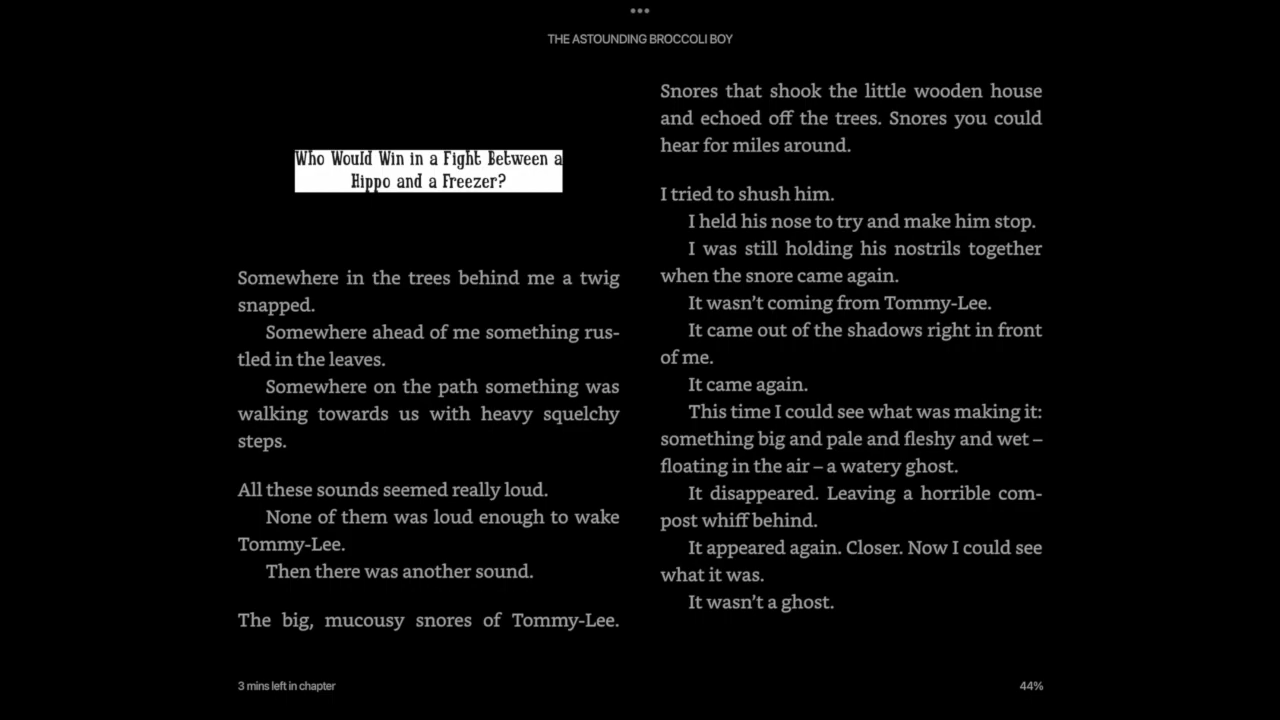 THE ASTOUNDING BROCCOLI BOY
Who Would Win in a Fight Between a
Hippo and a Freezer?
Somewhere in the trees behind me a twig
snapped.
Somewhere ahead of me something rus-
tled in the leaves.
Somewhere on the path something was
walking towards us with heavy squelchy
steps.
All these sounds seemed really loud.
None of them was loud enough to wake
Tommy-Lee.
Then there was another sound.
The big, mucousy snores of Tommy-Lee.
Snores that shook the little wooden house
and echoed off the trees. Snores you could
hear for miles around.
I tried to shush him.
I held his nose to try and make him stop.
I was still holding his nostrils together
when the snore came again.
It wasn’t coming from Tommy-Lee.
It came out of the shadows right in front
of me.
It came again.
This time I could see what was making it:
something big and pale and fleshy and wet –
floating in the air – a watery ghost.
It disappeared. Leaving a horrible com-
post whiff behind.
It appeared again. Closer. Now I could see
what it was.
It wasn’t a ghost.
3 mins left in chapter
44%